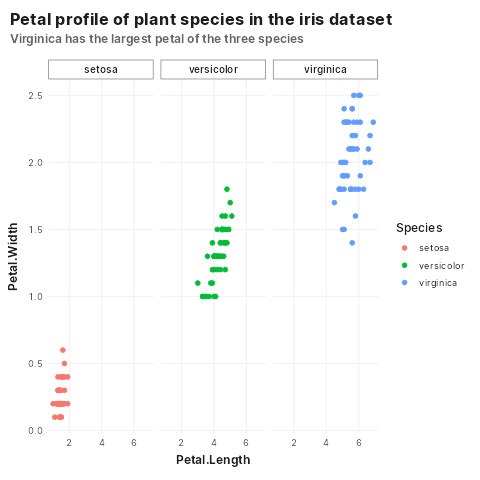 Petal profile of plant species in the iris dataset
Virginica has the largest petal of the three species
setosa versicolor virginica
2.5
2.0
1.5
1.0
0.5
0.0
Petal.Width
2 4 6 2 4 6 2 4 6
Petal.Length
Species
setosa
versicolor
virginica